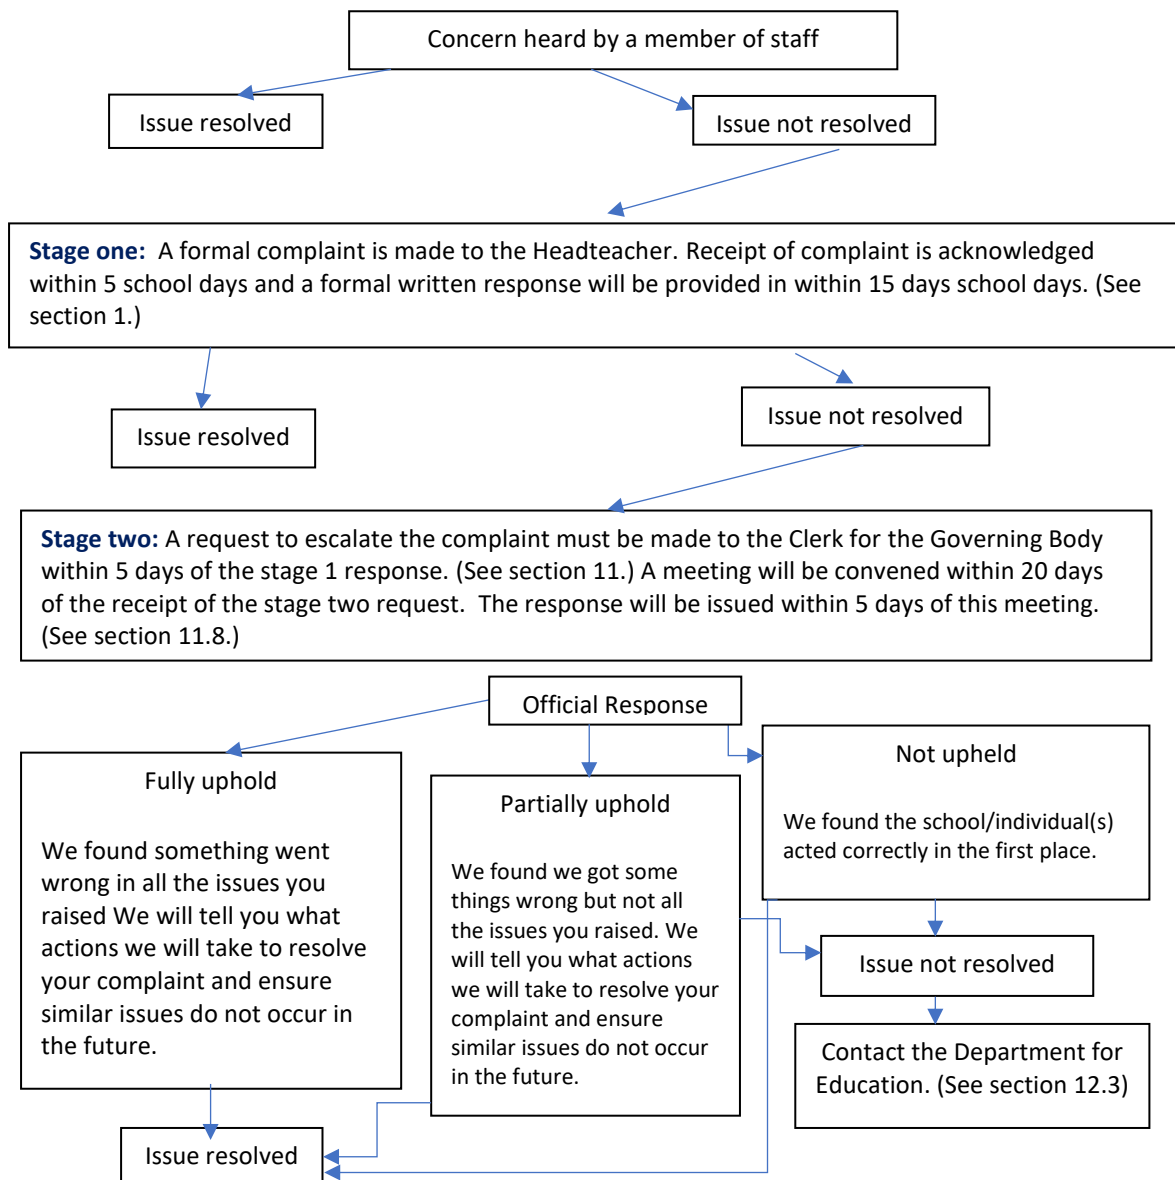 Concern heard by a member of staff
Issue resolved
Issue not resolved
Stage one: A formal complaint is made to the Headteacher. Receipt of complaint is acknowledged
within 5 school days and a formal written response will be provided in within 15 days school days. (See
section 1.)
Issue resolved
Issue not resolved
Stage two: A request to escalate the complaint must be made to the Clerk for the Governing Body
within 5 days of the stage 1 response. (See section 11.) A meeting will be convened within 20 days
of the receipt of the stage two request. The response will be issued within 5 days of this meeting.
(See section 11.8.)
Official Response
Fully uphold
We found something went
wrong in all the issues you
raised We will tell you what
actions we will take to resolve
your complaint and ensure
similar issues do not occur in
the future.
Partially uphold
We found we got some
things wrong but not all
the issues you raised. We
will tell you what actions
we will take to resolve your
complaint and ensure
similar issues do not occur
in the future.
Not upheld
We found the school/individual(s)
acted correctly in the first place.
Issue not resolved
Contact the Department for
Education. (See section 12.3)
Issue resolved